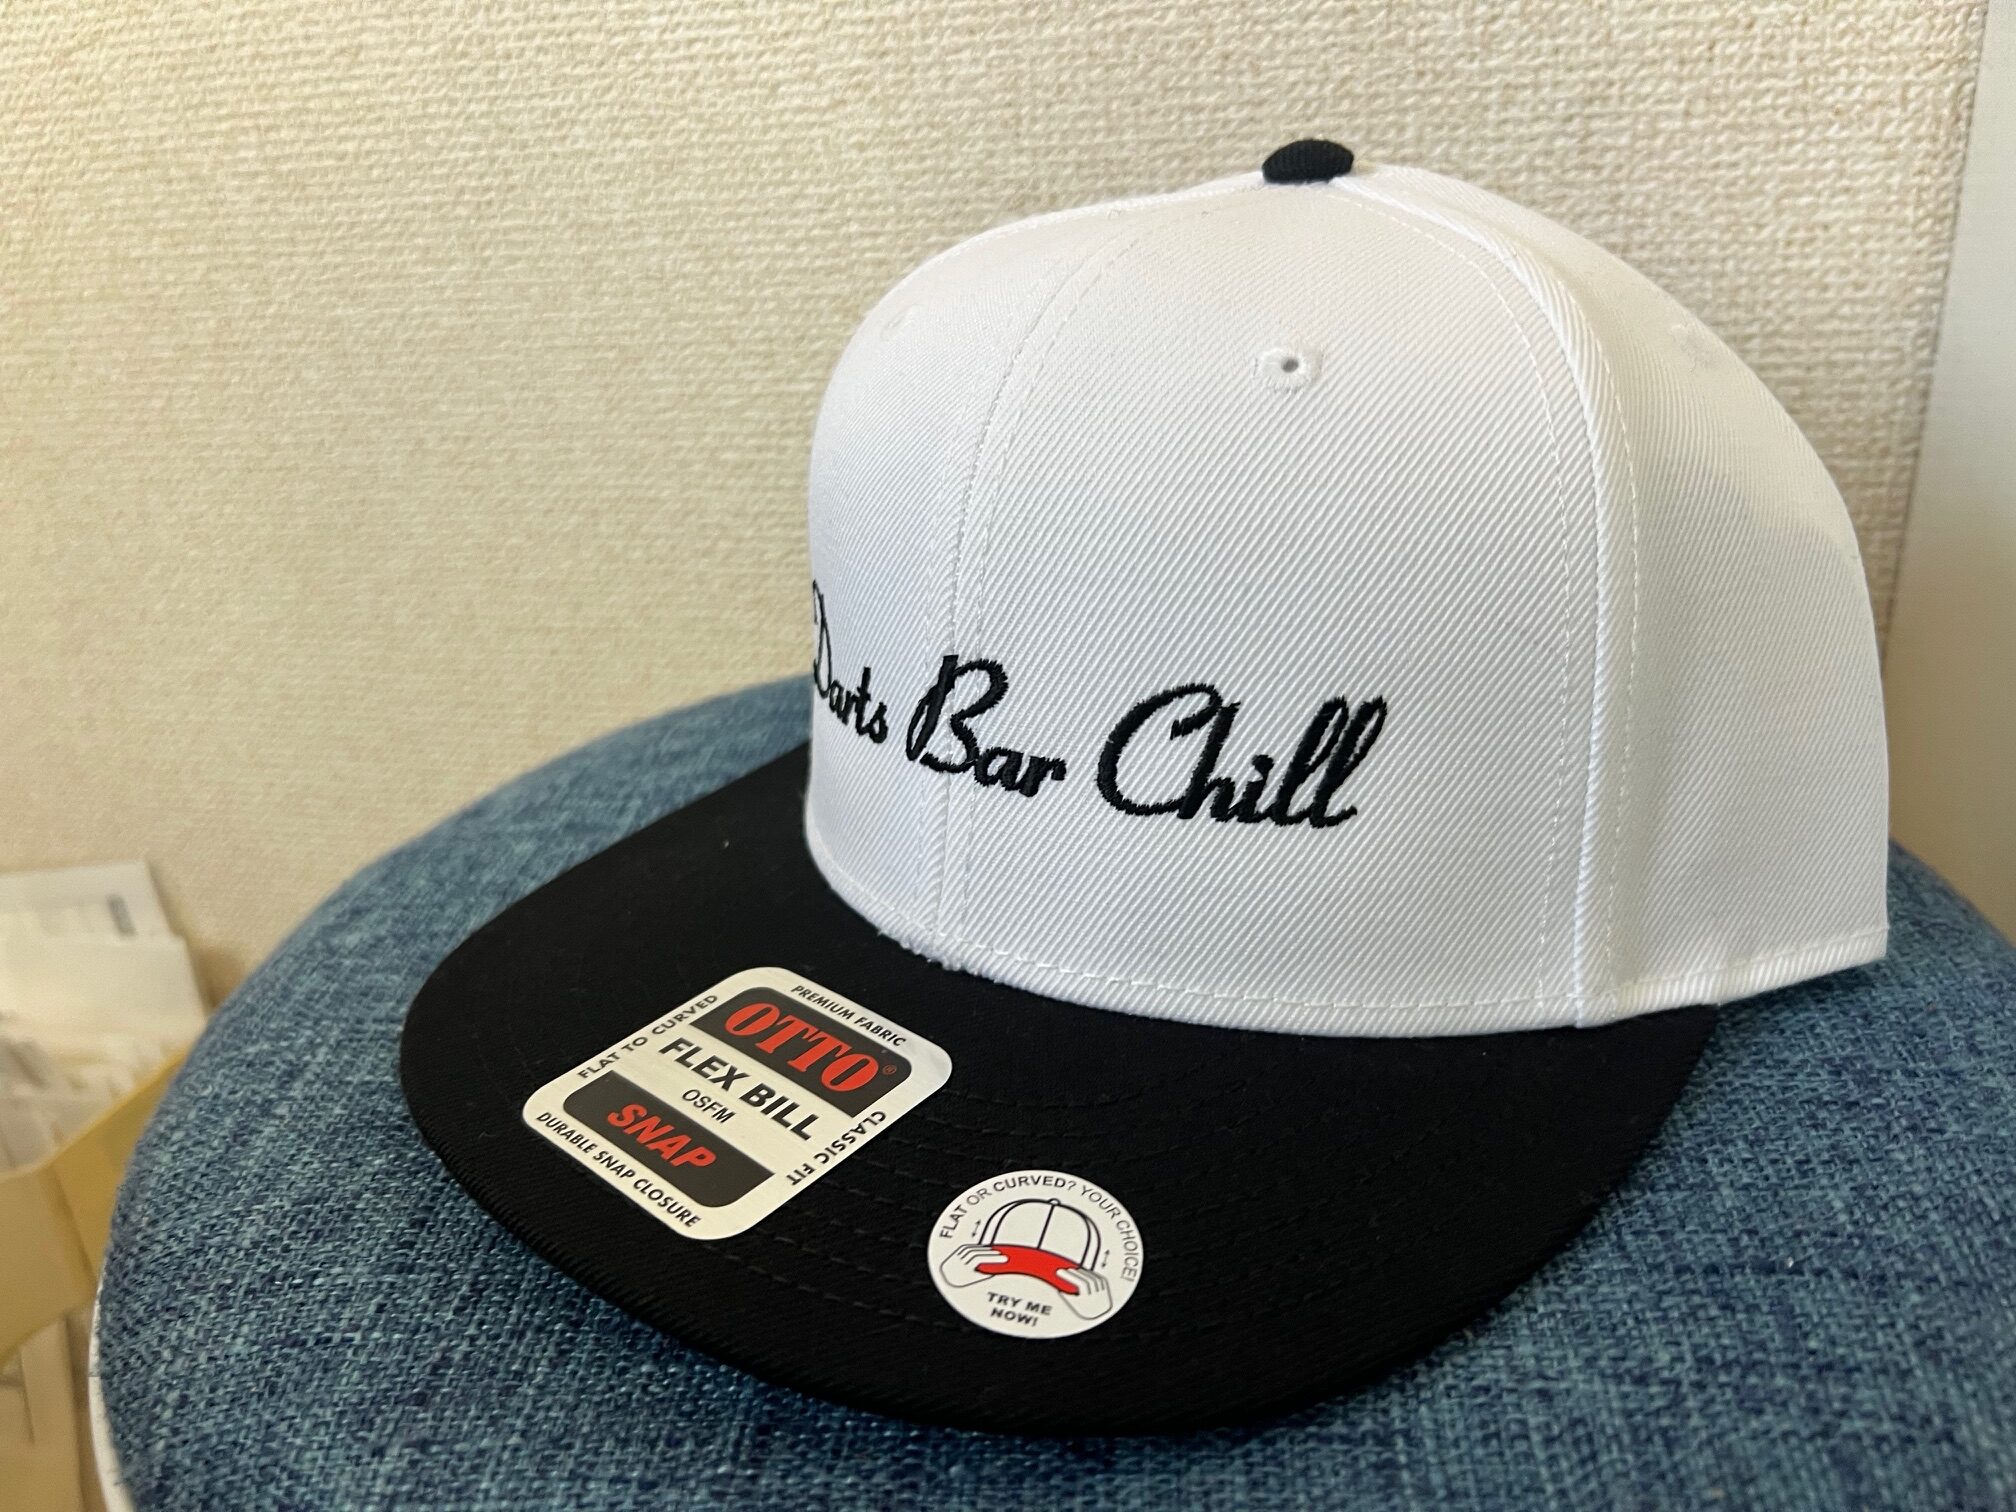 Darts Bar Chill
PREMIUM FABRIC
FLAT TO CURVED
OTTO®
FLEX BILL
OSFM
SNAP
CLASSIC FIT
DURABLE SNAP CLOSURE
FLAT OR CURVED? YOUR CHOICE!
TRY ME
NOW!